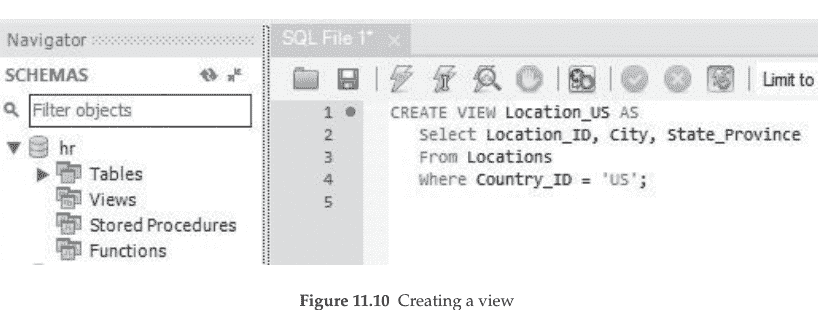 Navigator
SCHEMAS
Filter objects
hr
Tables
Views
Stored Procedures
Functions
SQL File 1*
Limit to
1 CREATE VIEW Location_US AS
2 Select Location_ID, City, State_Province
3 From Locations
4 Where Country_ID = 'US';
5
Figure 11.10 Creating a view